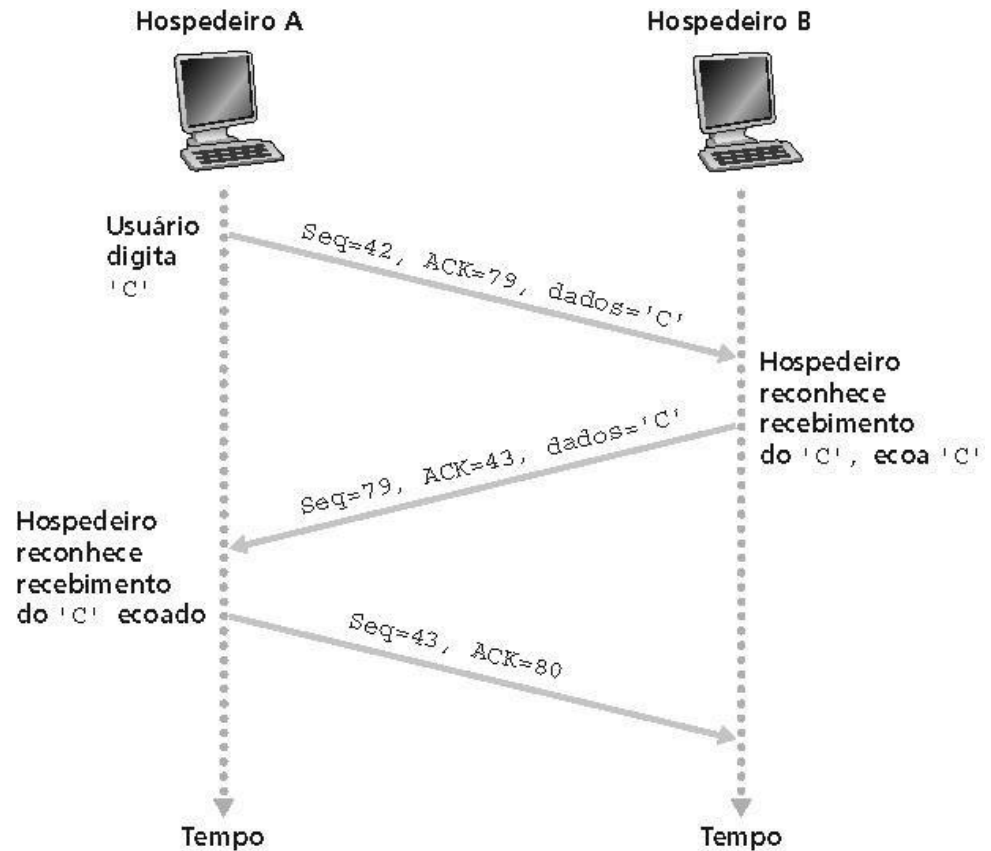 Hospedeiro A
Hospedeiro B
Usuário
digita
'C'
Seq=42, ACK=79, dados='C'
Hospedeiro
reconhece
recebimento
do 'C', ecoa 'C'
Seq=79, ACK=43, dados='C'
Hospedeiro
reconhece
recebimento
do 'C' ecoado
Seq=43, ACK=80
Tempo
Tempo